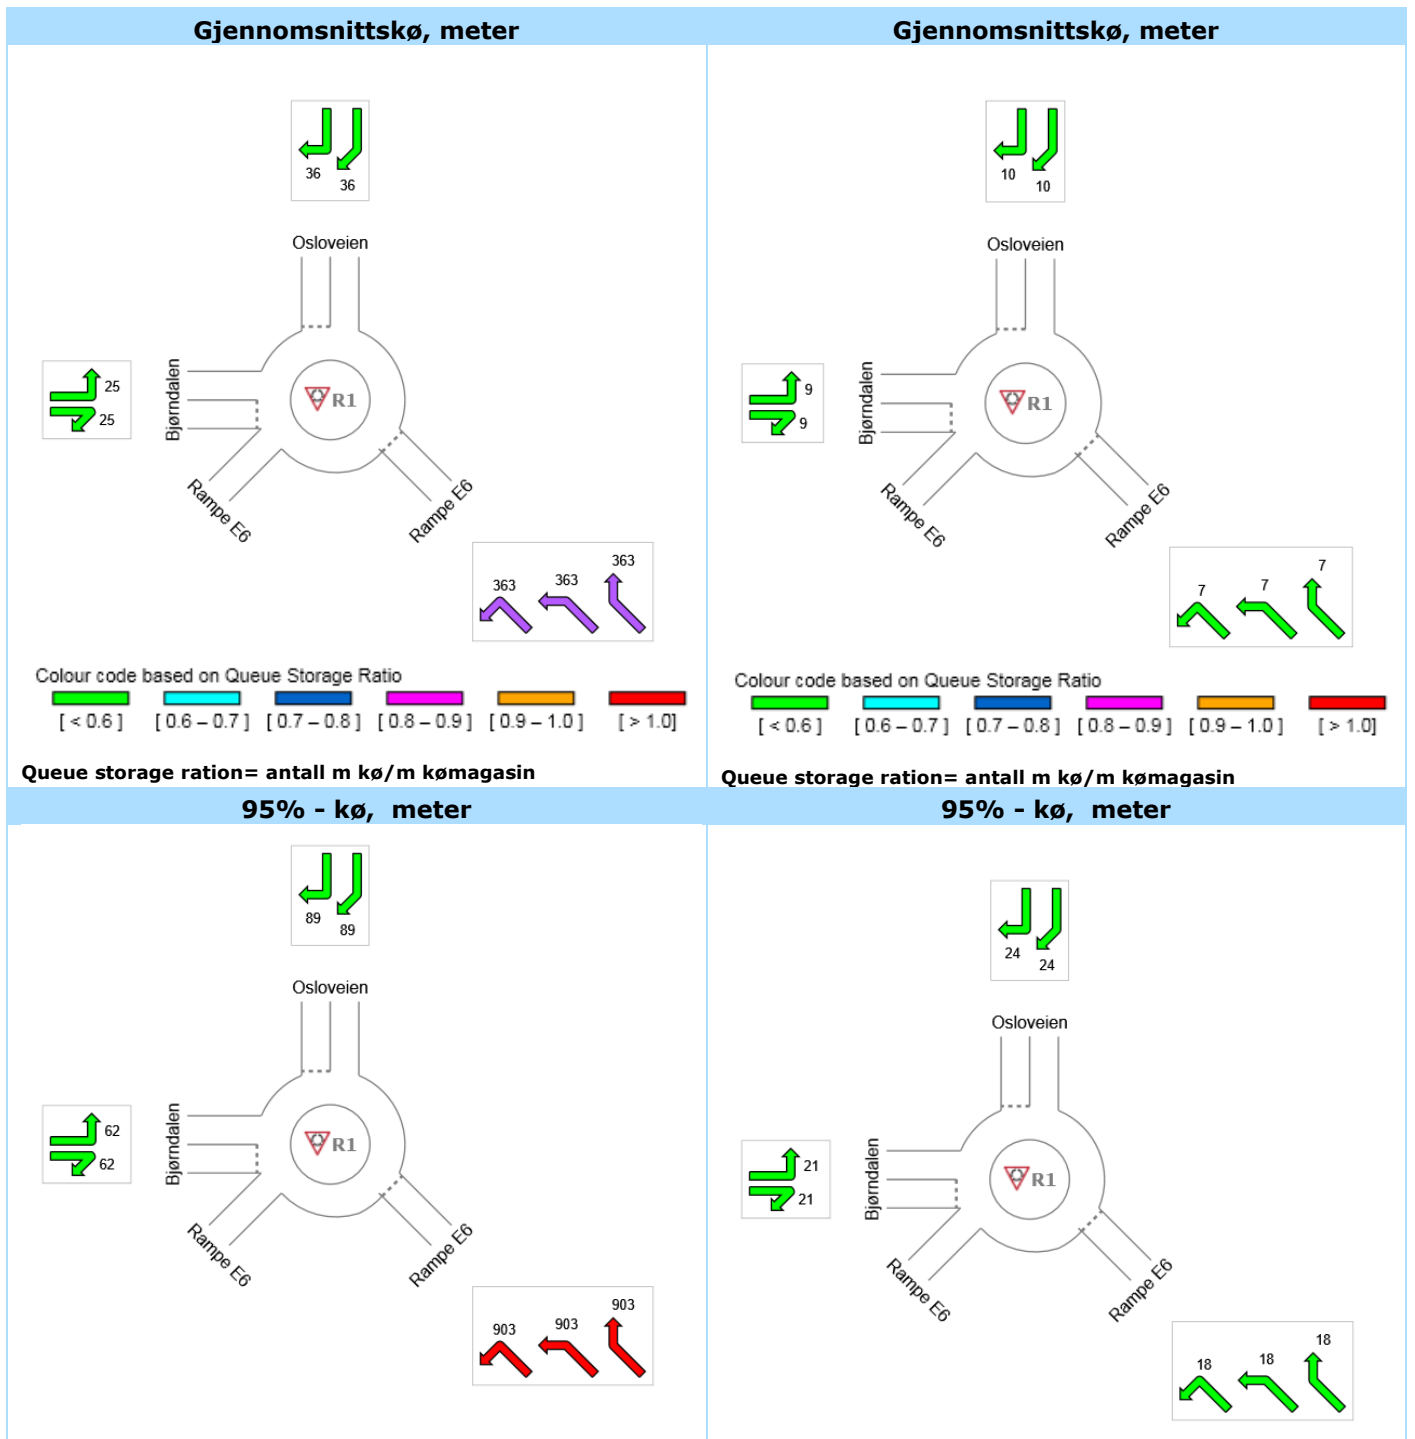 Gjennomsnittskø, meter
36
36
Osloveien
25
25
Bjørndalen
R1
Rampe E6
Rampe E6
363
363
363
Colour code based on Queue Storage Ratio
[ < 0.6 ] [ 0.6 – 0.7 ] [ 0.7 – 0.8 ] [ 0.8 – 0.9 ] [ 0.9 – 1.0 ] [ > 1.0]
Queue storage ration= antall m kø/m kømagasin
Gjennomsnittskø, meter
10
10
Osloveien
9
9
Bjørndalen
R1
Rampe E6
Rampe E6
7
7
7
Colour code based on Queue Storage Ratio
[ < 0.6 ] [ 0.6 – 0.7 ] [ 0.7 – 0.8 ] [ 0.8 – 0.9 ] [ 0.9 – 1.0 ] [ > 1.0]
Queue storage ration= antall m kø/m kømagasin
95% - kø, meter
89
89
Osloveien
62
62
Bjørndalen
R1
Rampe E6
Rampe E6
903
903
903
95% - kø, meter
24
24
Osloveien
21
21
Bjørndalen
R1
Rampe E6
Rampe E6
18
18
18